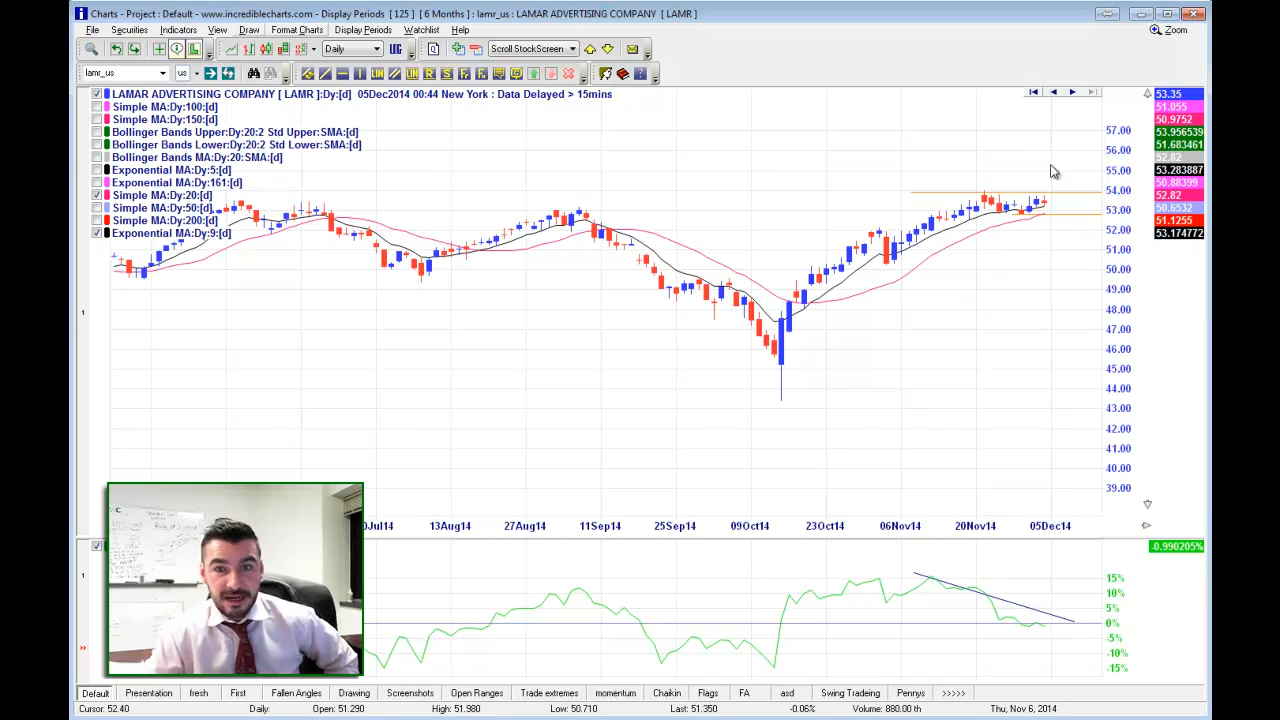 Charts - Project : Default - www.incrediblecharts.com - Display Periods [ 125 ] [ 6 Months ] : lamr_us : LAMAR ADVERTISING COMPANY [ LAMR ]
File Securities Indicators View Draw Format Charts Display Periods Watchlist Help Zoom
Daily Scroll StockScreen
lamr_us us LIN LIN R S
LAMAR ADVERTISING COMPANY [ LAMR ]:Dy:[d] 05Dec2014 00:44 New York : Data Delayed > 15mins
Simple MA:Dy:100:[d]
Simple MA:Dy:150:[d]
Bollinger Bands Upper:Dy:20:2 Std Upper:SMA:[d]
Bollinger Bands Lower:Dy:20:2 Std Lower:SMA:[d]
Bollinger Bands MA:Dy:20:SMA:[d]
Exponential MA:Dy:5:[d]
Exponential MA:Dy:161:[d]
Simple MA:Dy:20:[d]
Simple MA:Dy:50:[d]
Simple MA:Dy:200:[d]
Exponential MA:Dy:9:[d]
53.35
51.055
50.9752
53.956539
51.683461
52.82
53.283887
50.88399
52.82
50.6532
51.1255
53.174772
57.00
56.00
55.00
54.00
53.00
52.00
51.00
50.00
49.00
48.00
47.00
46.00
45.00
44.00
43.00
42.00
41.00
40.00
39.00
1
0Jul14 13Aug14 27Aug14 11Sep14 25Sep14 09Oct14 23Oct14 06Nov14 20Nov14 05Dec14
-0.990205%
1
15%
10%
5%
0%
-5%
-10%
-15%
>>
Default Presentation fresh First Fallen Angles Drawing Screenshots Open Ranges Trade extremes momentum Chaikin Flags FA asd Swing Tradeing Pennys >>>>>
Cursor: 52.40 Daily: Open: 51.290 High: 51.980 Low: 50.710 Last: 51.350 -0.06% Volume: 880.00 th Thu, Nov 6, 2014